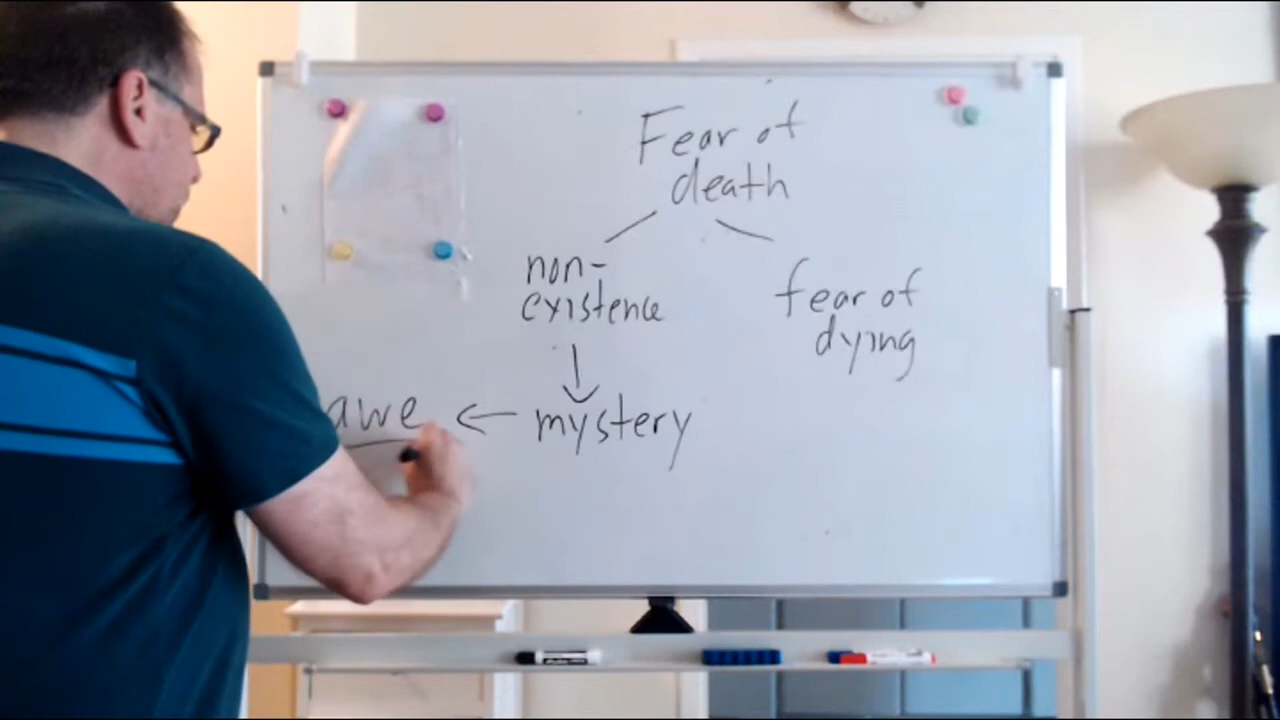 Fear of
death
non-
existence
fear of
dying
awe ← mystery